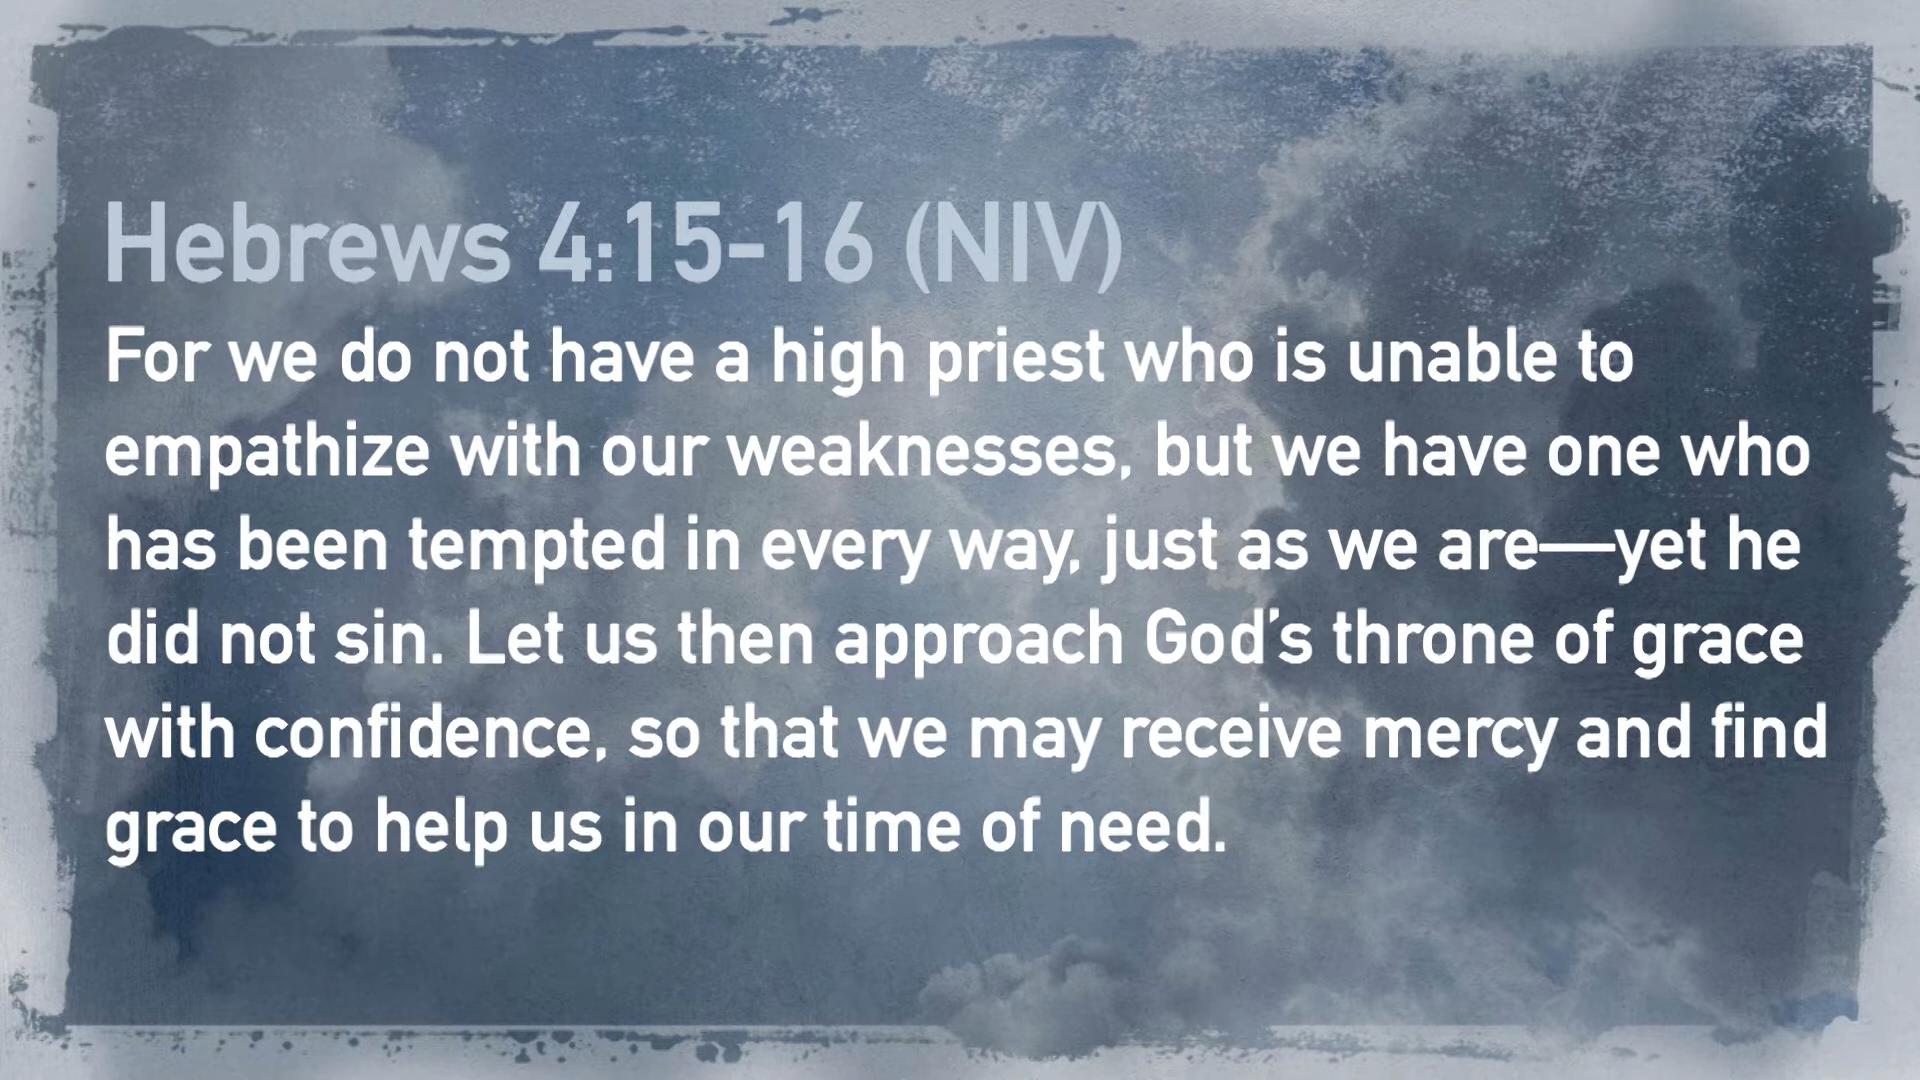 Hebrews 4:15-16 (NIV)
For we do not have a high priest who is unable to
empathize with our weaknesses, but we have one who
has been tempted in every way, just as we are—yet he
did not sin. Let us then approach God’s throne of grace
with confidence, so that we may receive mercy and find
grace to help us in our time of need.